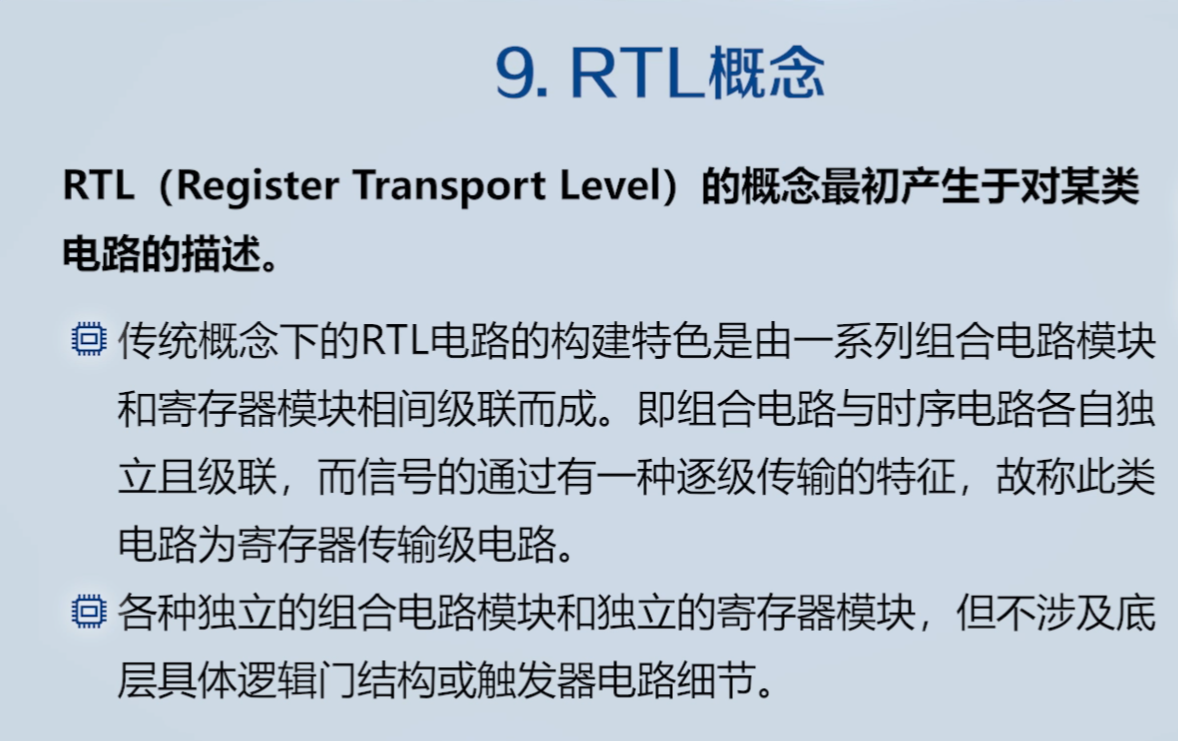 9. RTL概念
RTL（Register Transport Level）的概念最初产生于对某类
电路的描述。
传统概念下的RTL电路的构建特色是由一系列组合电路模块
和寄存器模块相间级联而成。即组合电路与时序电路各自独
立且级联，而信号的通过有一种逐级传输的特征，故称此类
电路为寄存器传输级电路。
各种独立的组合电路模块和独立的寄存器模块，但不涉及底
层具体逻辑门结构或触发器电路细节。